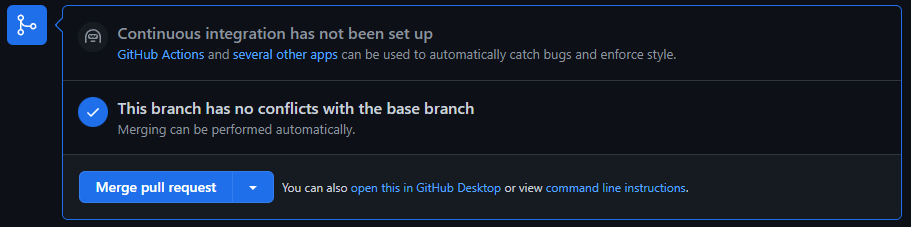 Continuous integration has not been set up
GitHub Actions and several other apps can be used to automatically catch bugs and enforce style.
This branch has no conflicts with the base branch
Merging can be performed automatically.
Merge pull request You can also open this in GitHub Desktop or view command line instructions.